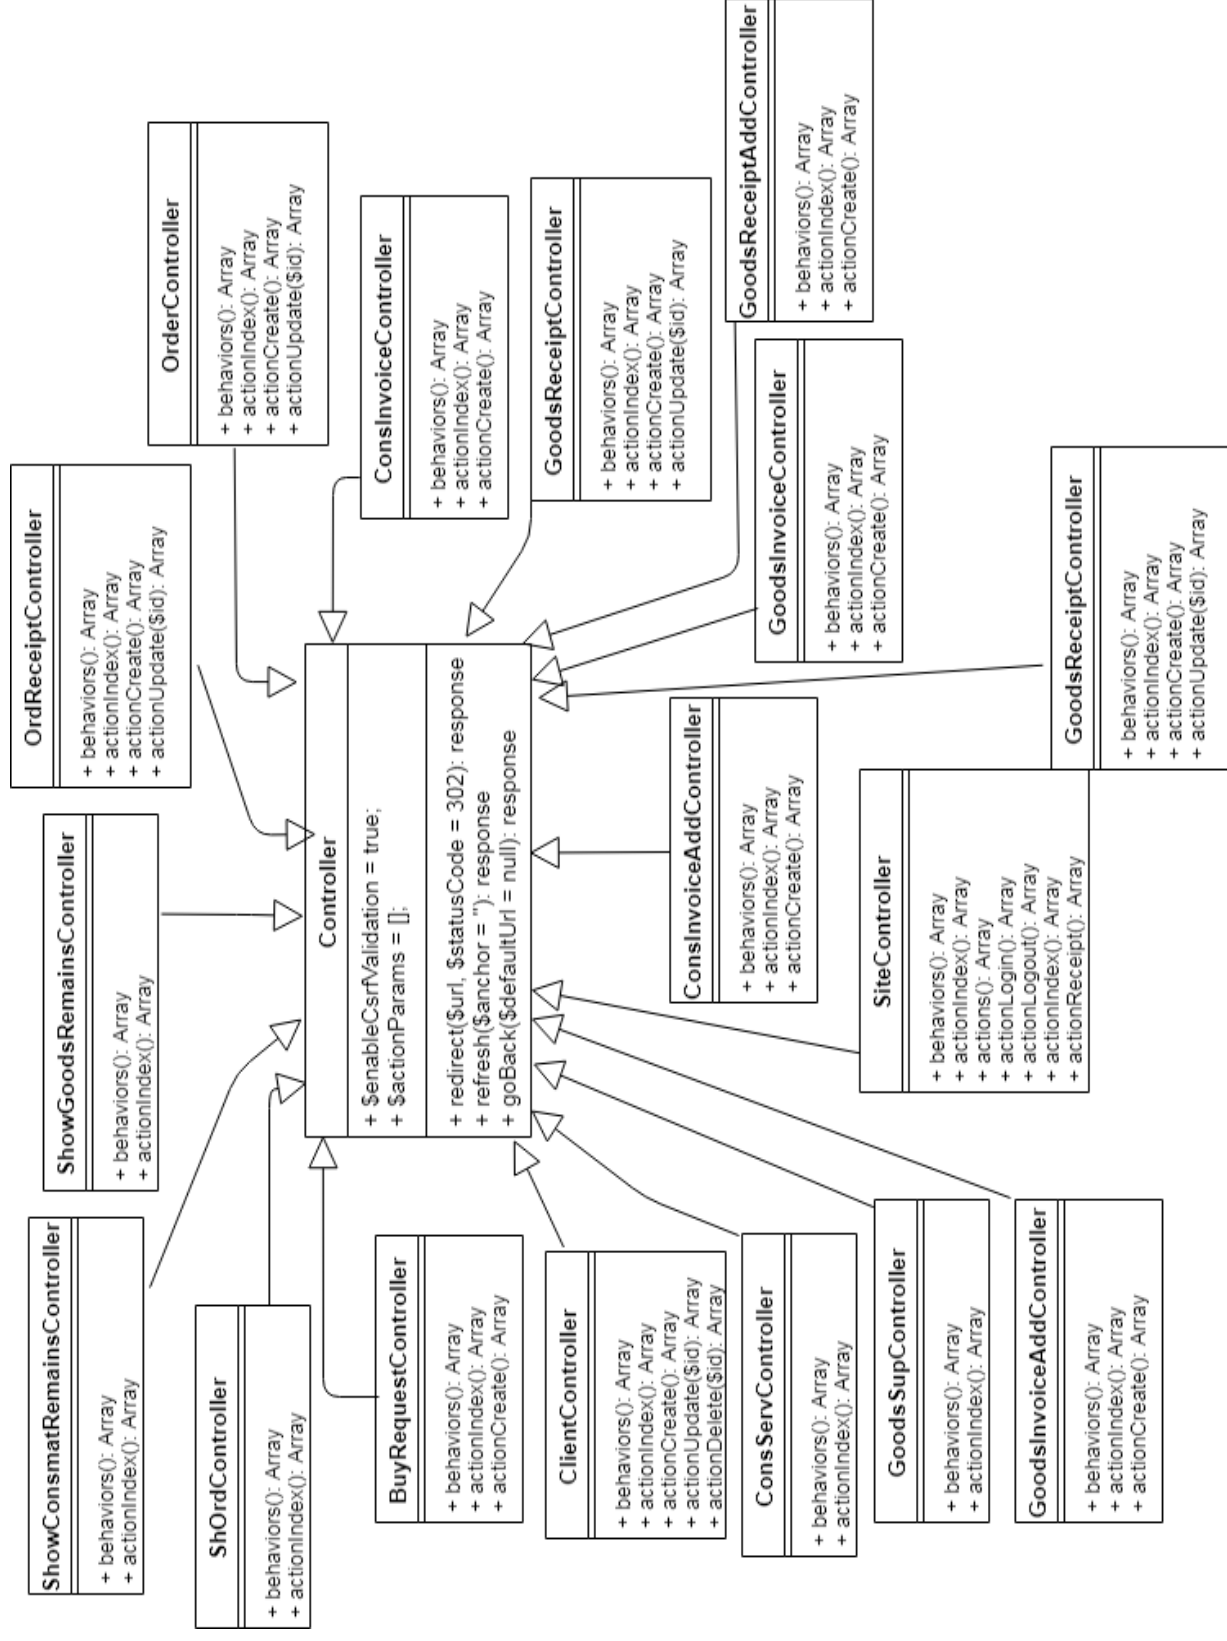 ShowConsmatRemainsController
+ behaviors(): Array
+ actionIndex(): Array
ShowGoodsRemainsController
+ behaviors(): Array
+ actionIndex(): Array
OrdReceiptController
+ behaviors(): Array
+ actionIndex(): Array
+ actionCreate(): Array
+ actionUpdate($id): Array
OrderController
+ behaviors(): Array
+ actionIndex(): Array
+ actionCreate(): Array
+ actionUpdate($id): Array
ShOrdController
+ behaviors(): Array
+ actionIndex(): Array
Controller
+ $enableCsrfValidation = true;
+ $actionParams = [];
+ redirect($url, $statusCode = 302): response
+ refresh($anchor = ''): response
+ goBack($defaultUrl = null): response
ConsInvoiceController
+ behaviors(): Array
+ actionIndex(): Array
+ actionCreate(): Array
BuyRequestController
+ behaviors(): Array
+ actionIndex(): Array
+ actionCreate(): Array
GoodsReceiptController
+ behaviors(): Array
+ actionIndex(): Array
+ actionCreate(): Array
+ actionUpdate($id): Array
ClientController
+ behaviors(): Array
+ actionIndex(): Array
+ actionCreate(): Array
+ actionUpdate($id): Array
+ actionDelete($id): Array
ConsInvoiceAddController
+ behaviors(): Array
+ actionIndex(): Array
+ actionCreate(): Array
GoodsReceiptAddController
+ behaviors(): Array
+ actionIndex(): Array
+ actionCreate(): Array
ConsServController
+ behaviors(): Array
+ actionIndex(): Array
GoodsInvoiceController
+ behaviors(): Array
+ actionIndex(): Array
+ actionCreate(): Array
GoodsSupController
+ behaviors(): Array
+ actionIndex(): Array
SiteController
+ behaviors(): Array
+ actionIndex(): Array
+ actions(): Array
+ actionLogin(): Array
+ actionLogout(): Array
+ actionIndex(): Array
+ actionReceipt(): Array
GoodsInvoiceAddController
+ behaviors(): Array
+ actionIndex(): Array
+ actionCreate(): Array
GoodsReceiptController
+ behaviors(): Array
+ actionIndex(): Array
+ actionCreate(): Array
+ actionUpdate($id): Array